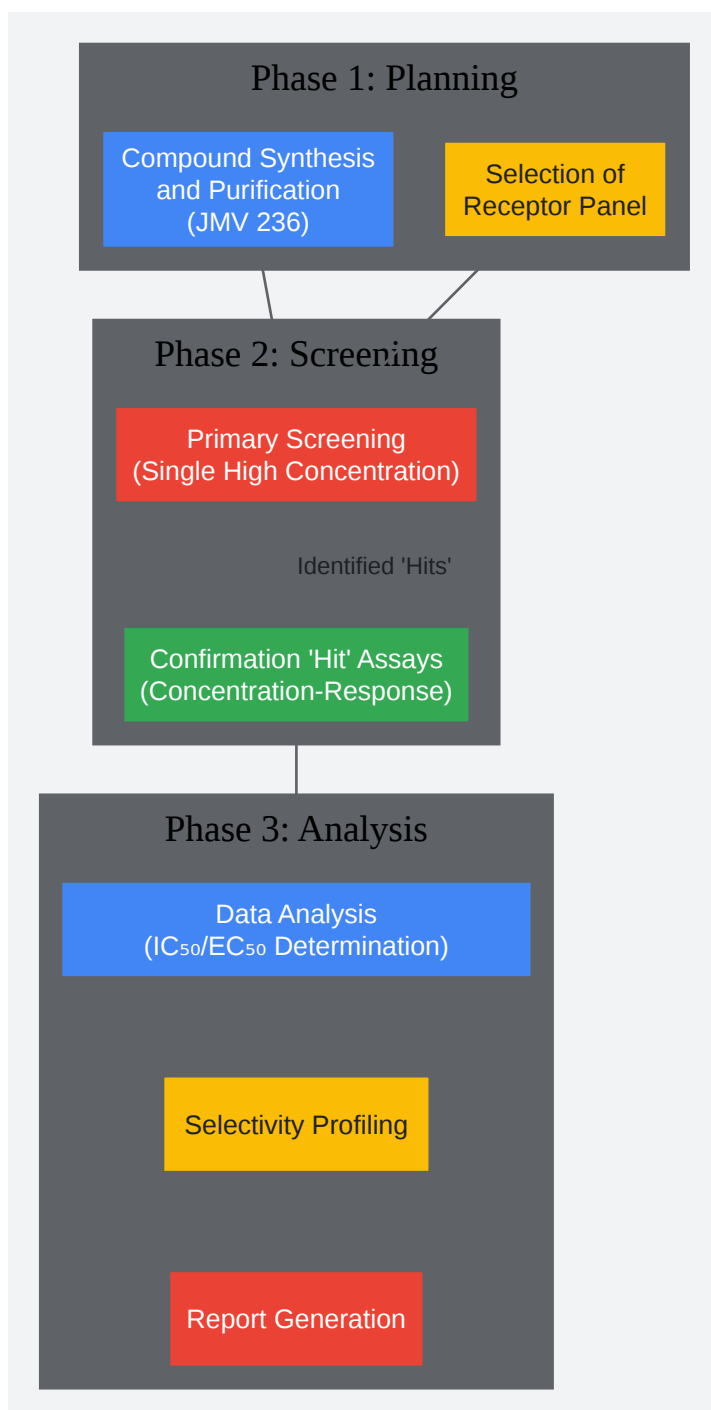 Phase 1: Planning
Compound Synthesis
and Purification
(JMV 236)
Selection of
Receptor Panel
Phase 2: Screening
Primary Screening
(Single High Concentration)
Identified 'Hits'
Confirmation 'Hit' Assays
(Concentration-Response)
Phase 3: Analysis
Data Analysis
(IC₅₀/EC₅₀ Determination)
Selectivity Profiling
Report Generation